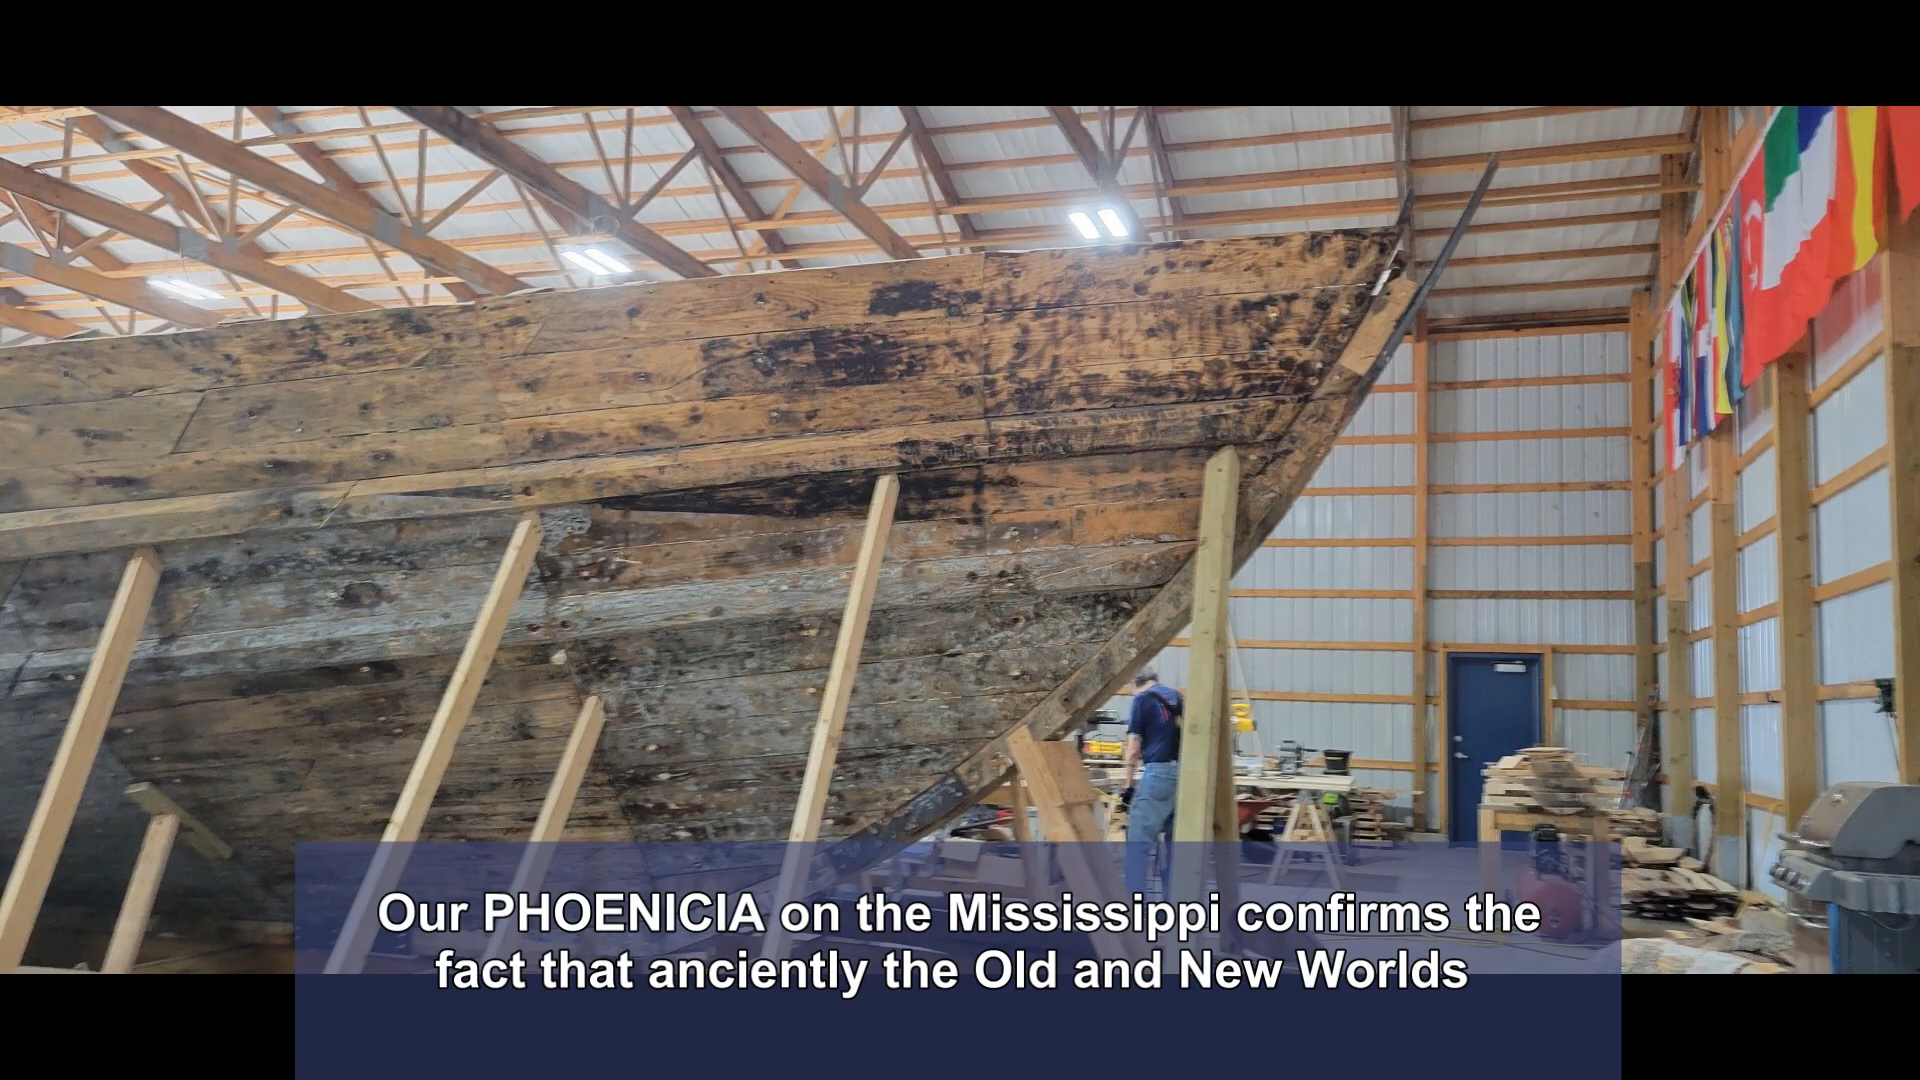 Our PHOENICIA on the Mississippi confirms the
fact that anciently the Old and New Worlds